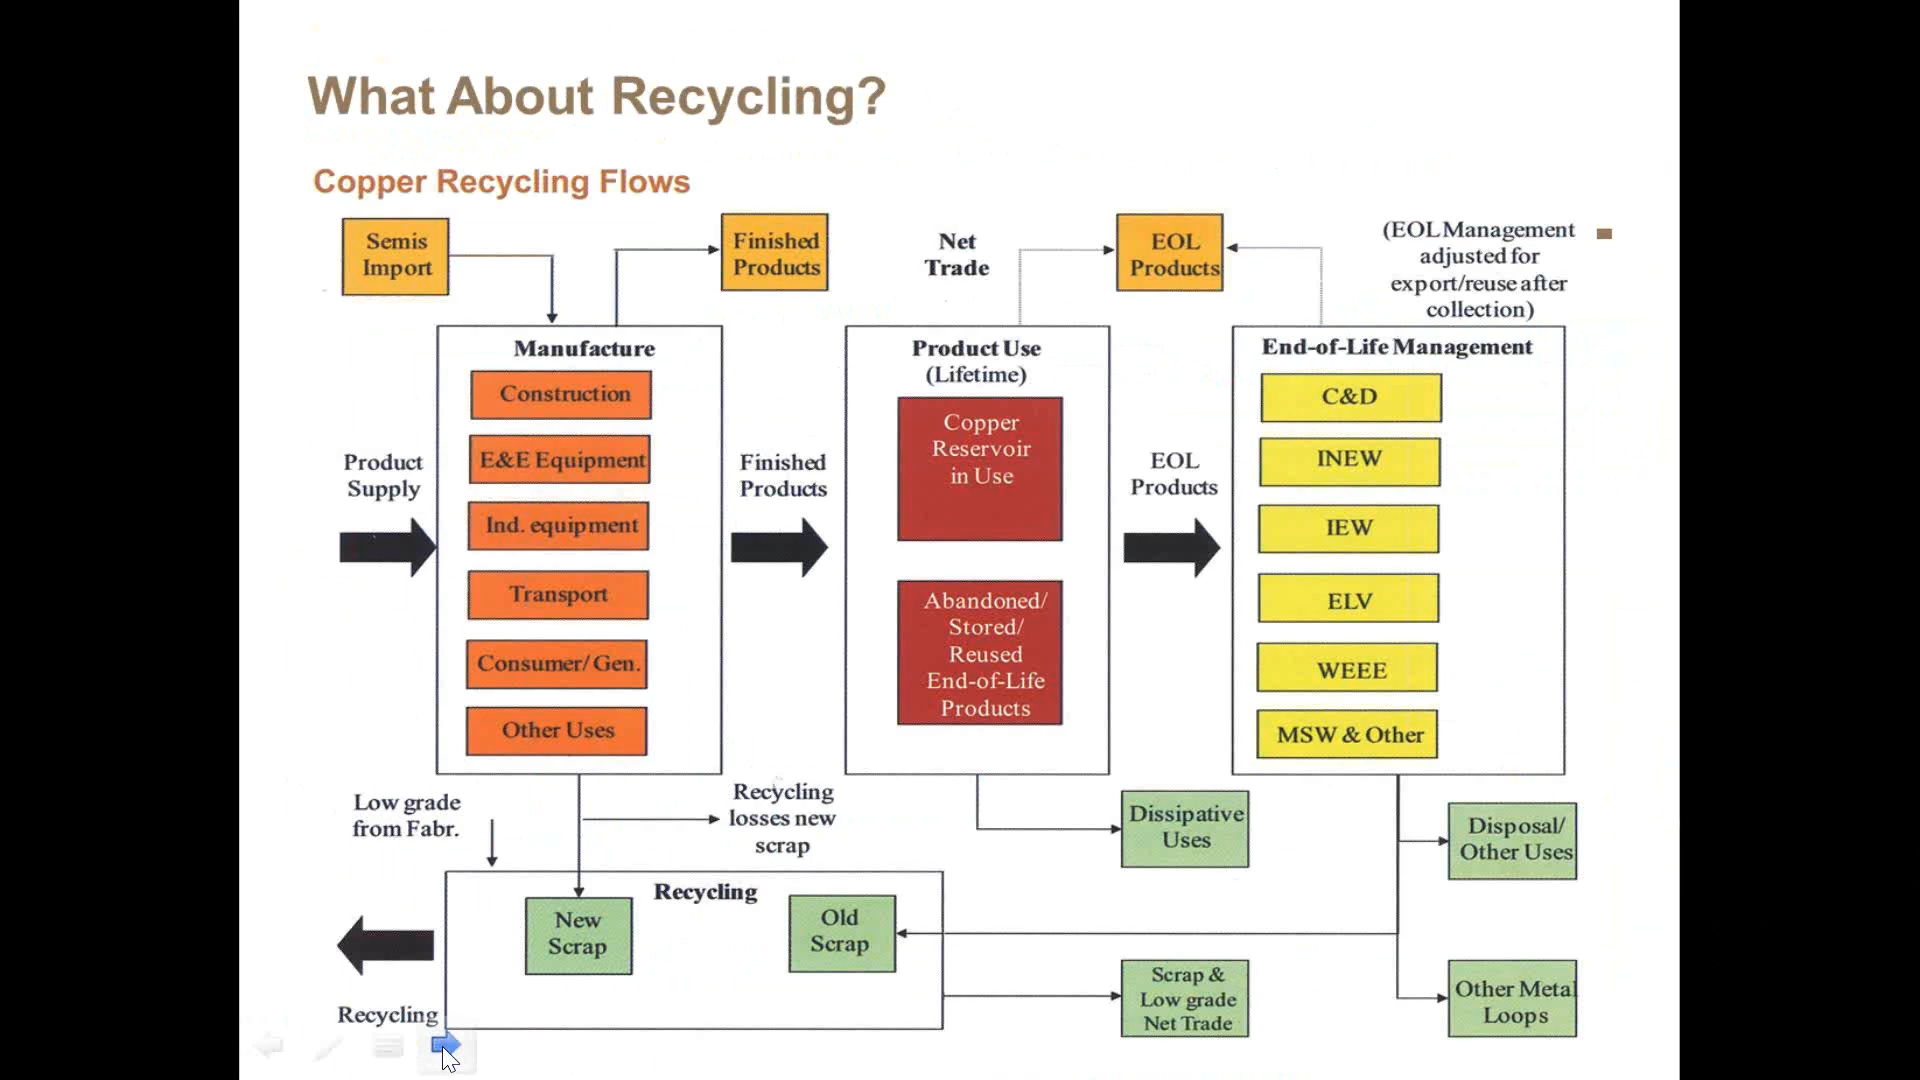 What About Recycling?
Copper Recycling Flows
Semis
Import
Finished
Products
Net
Trade
EOL
Products
(EOL Management
adjusted for
export/reuse after
collection)
Product
Supply
Manufacture
Construction
E&E Equipment
Ind. equipment
Transport
Consumer/ Gen.
Other Uses
Finished
Products
Product Use
(Lifetime)
Copper
Reservoir
in Use
Abandoned/
Stored/
Reused
End-of-Life
Products
EOL
Products
End-of-Life Management
C&D
INEW
IEW
ELV
WEEE
MSW & Other
Low grade
from Fabr.
Recycling
losses new
scrap
Dissipative
Uses
Disposal/
Other Uses
Recycling
New
Scrap
Old
Scrap
Recycling
Scrap &
Low grade
Net Trade
Other Metal
Loops